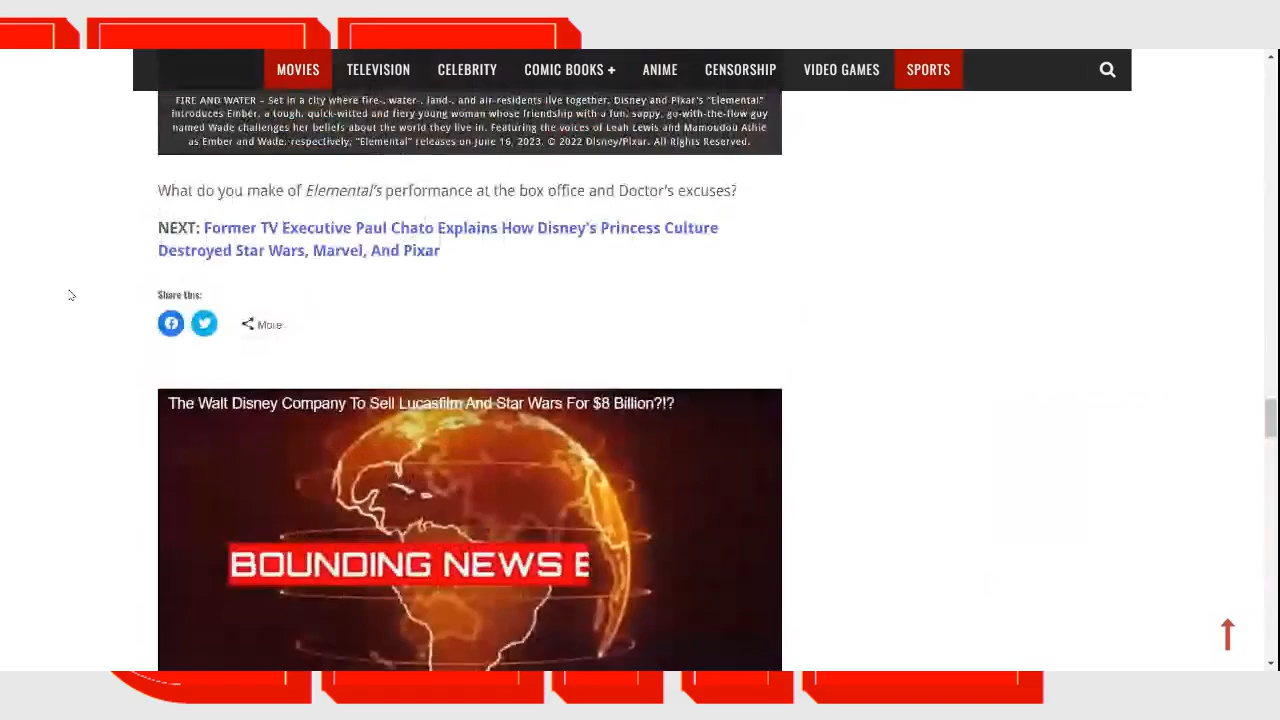 MOVIES TELEVISION CELEBRITY COMIC BOOKS + ANIME CENSORSHIP VIDEO GAMES SPORTS
FIRE AND WATER – Set in a city where fire-, water-, land-, and air-residents live together, Disney and Pixar's "Elemental"
introduces Ember, a tough, quick-witted and fiery young woman whose friendship with a fun, sappy, go-with-the-flow guy
named Wade challenges her beliefs about the world they live in. Featuring the voices of Leah Lewis and Mamoudou Athie
as Ember and Wade, respectively, "Elemental" releases on June 16, 2023. © 2022 Disney/Pixar. All Rights Reserved.
What do you make of Elemental's performance at the box office and Doctor's excuses?
NEXT: Former TV Executive Paul Chato Explains How Disney's Princess Culture
Destroyed Star Wars, Marvel, And Pixar
Share this:
More
The Walt Disney Company To Sell Lucasfilm And Star Wars For $8 Billion?!?
BOUNDING NEWS E